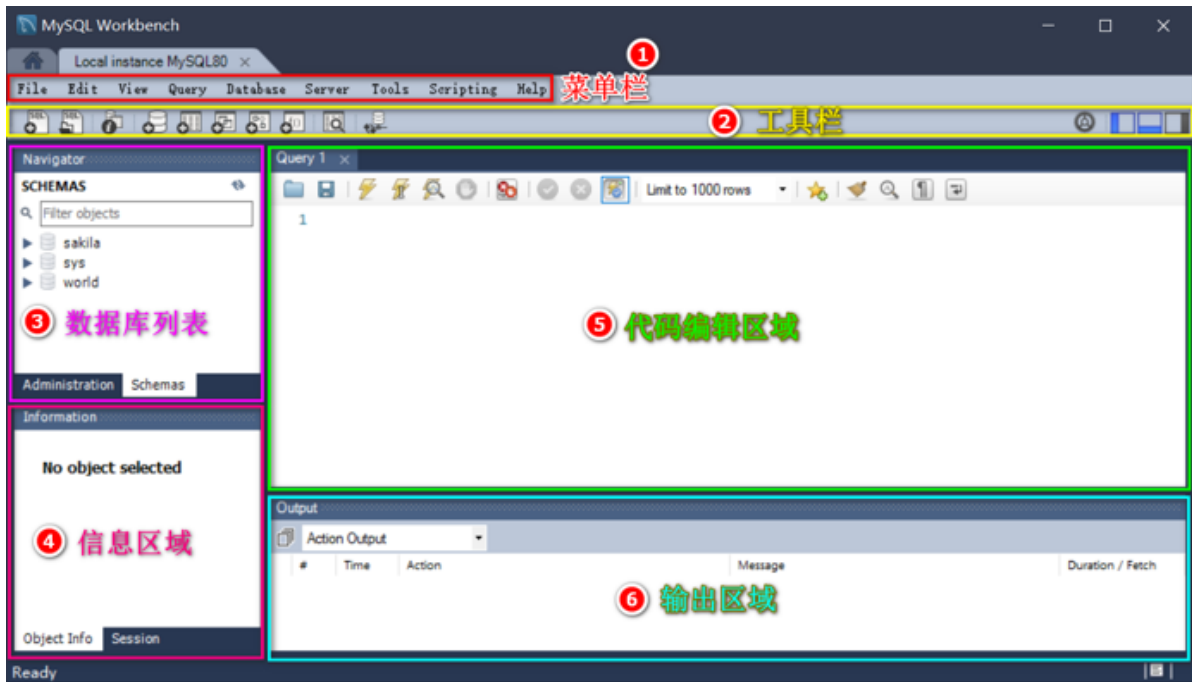 MySQL Workbench
Local instance MySQL80
①
File Edit View Query Database Server Tools Scripting Help 菜单栏
② 工具栏
Navigator
SCHEMAS
Filter objects
sakila
sys
world
③ 数据库列表
Administration Schemas
Query 1
Limit to 1000 rows
1
⑤ 代码编辑区域
Information
No object selected
④ 信息区域
Object Info Session
Output
Action Output
# Time Action Message Duration / Fetch
⑥ 输出区域
Ready